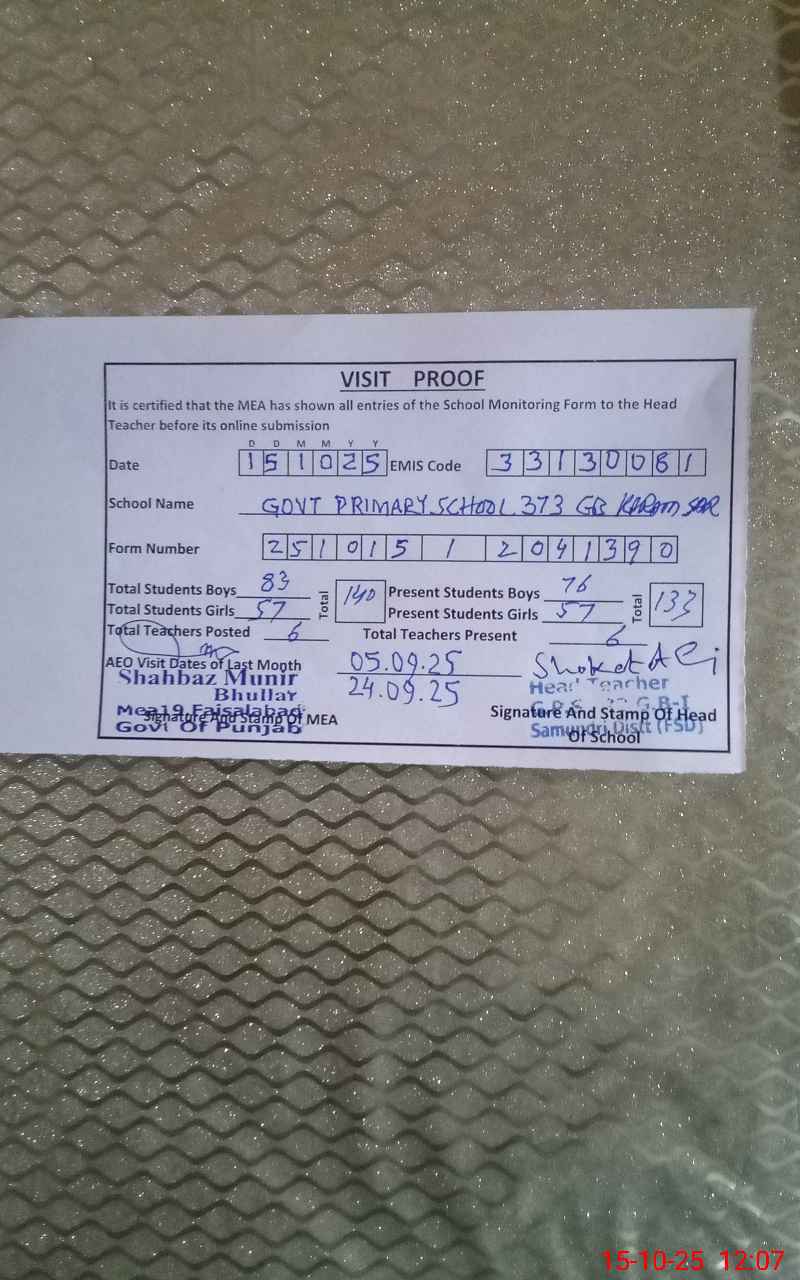 VISIT PROOF
It is certified that the MEA has shown all entries of the School Monitoring Form to the Head
Teacher before its online submission
D D M M Y Y
Date 1 5 1 0 2 5 EMIS Code 3 3 1 3 0 0 8 1
School Name GOVT PRIMARY SCHOOL 373 GB
Form Number 2 5 1 0 1 5 1 2 0 4 1 3 9 0
Total Students Boys 83 Total 140 Present Students Boys 76 Total 133
Total Students Girls 57 Present Students Girls 57
Total Teachers Posted 6 Total Teachers Present 6
AEO Visit Dates of Last Month 05.09.25 Shoket Ali
24.09.25
Shahbaz Munir
Bhullar
Mea19 Faisalabad
Govt Of Punjab
Signature And Stamp Of MEA
Head Teacher
G.B-I
Samundri Distt (FSD)
Signature And Stamp Of Head
Of School
15-10-25 12:07